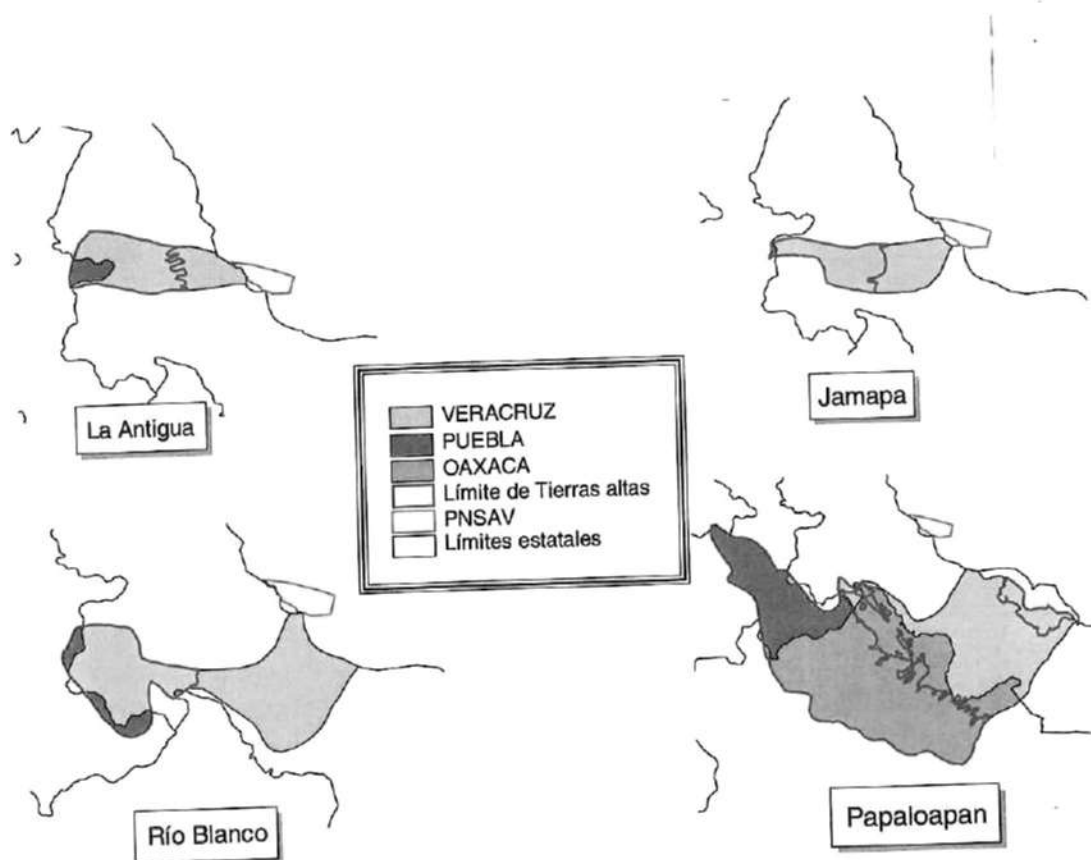 La Antigua
Jamapa
VERACRUZ
PUEBLA
OAXACA
Límite de Tierras altas
PNSAV
Límites estatales
Río Blanco
Papaloapan